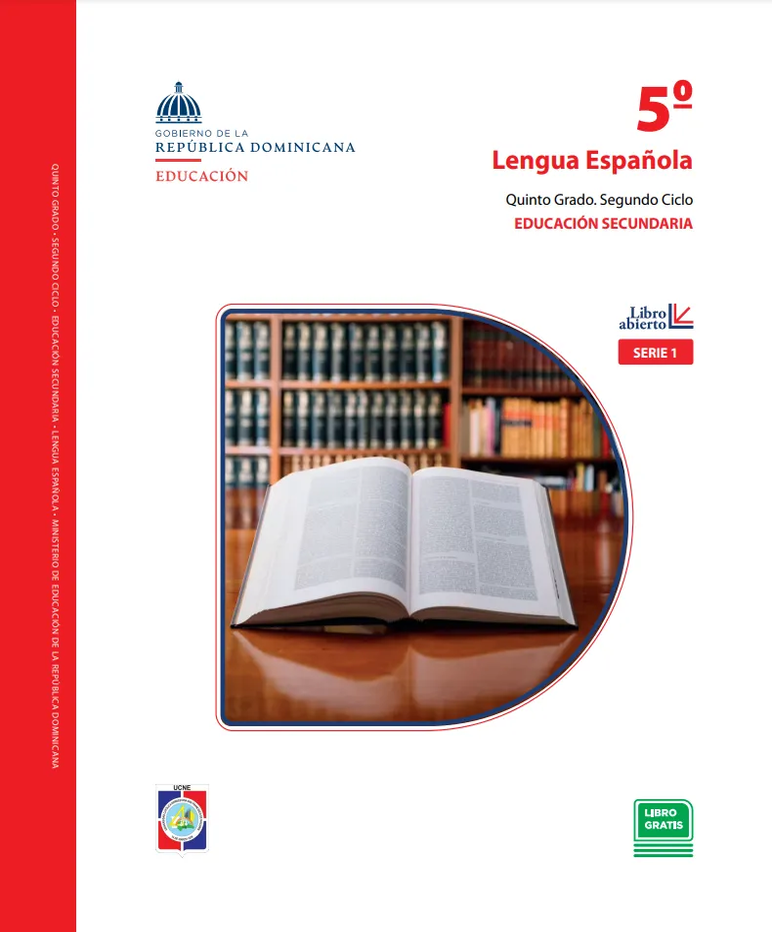 QUINTO GRADO • SEGUNDO CICLO • EDUCACIÓN SECUNDARIA • LENGUA ESPAÑOLA • MINISTERIO DE EDUCACIÓN DE LA REPÚBLICA DOMINICANA
GOBIERNO DE LA
REPÚBLICA DOMINICANA
EDUCACIÓN
5º
Lengua Española
Quinto Grado. Segundo Ciclo
EDUCACIÓN SECUNDARIA
Libro
abierto
SERIE 1
UCNE
LIBRO
GRATIS